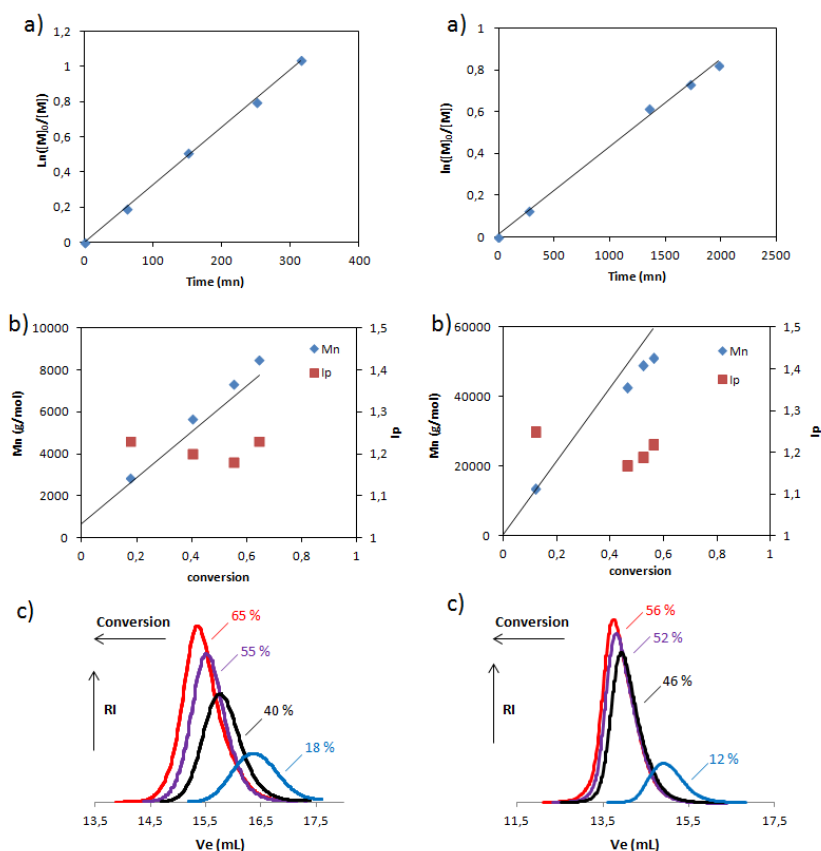 a)
1,2
1
0,8
0,6
0,4
0,2
0
Ln([M]₀/[M])
0 100 200 300 400
Time (mn)
a)
1
0,8
0,6
0,4
0,2
0
ln([M]₀/[M])
0 500 1000 1500 2000 2500
Time (mn)
b)
10000
8000
6000
4000
2000
0
Mn (g/mol)
1,5
1,4
1,3
1,2
1,1
1
Ip
Mn
Ip
0 0,2 0,4 0,6 0,8 1
conversion
b)
60000
40000
20000
0
Mn (g/mol)
1,5
1,4
1,3
1,2
1,1
1
Ip
Mn
Ip
0 0,2 0,4 0,6 0,8 1
conversion
c)
Conversion
RI
65 %
55 %
40 %
18 %
13,5 14,5 15,5 16,5 17,5
Ve (mL)
c)
Conversion
RI
56 %
52 %
46 %
12 %
11,5 13,5 15,5 17,5
Ve (mL)